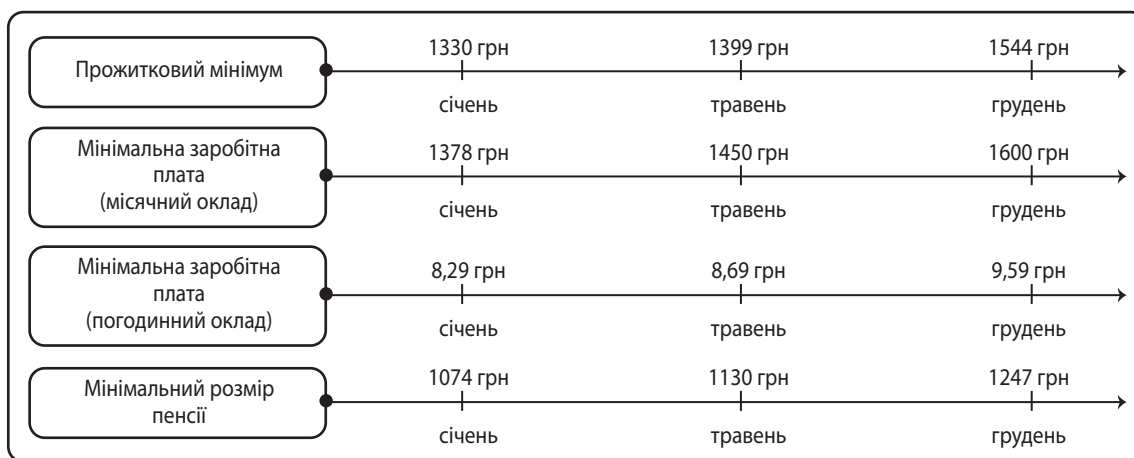 Прожитковий мінімум
1330 грн 1399 грн 1544 грн
січень травень грудень
Мінімальна заробітна
плата
(місячний оклад)
1378 грн 1450 грн 1600 грн
січень травень грудень
Мінімальна заробітна
плата
(погодинний оклад)
8,29 грн 8,69 грн 9,59 грн
січень травень грудень
Мінімальний розмір
пенсії
1074 грн 1130 грн 1247 грн
січень травень грудень